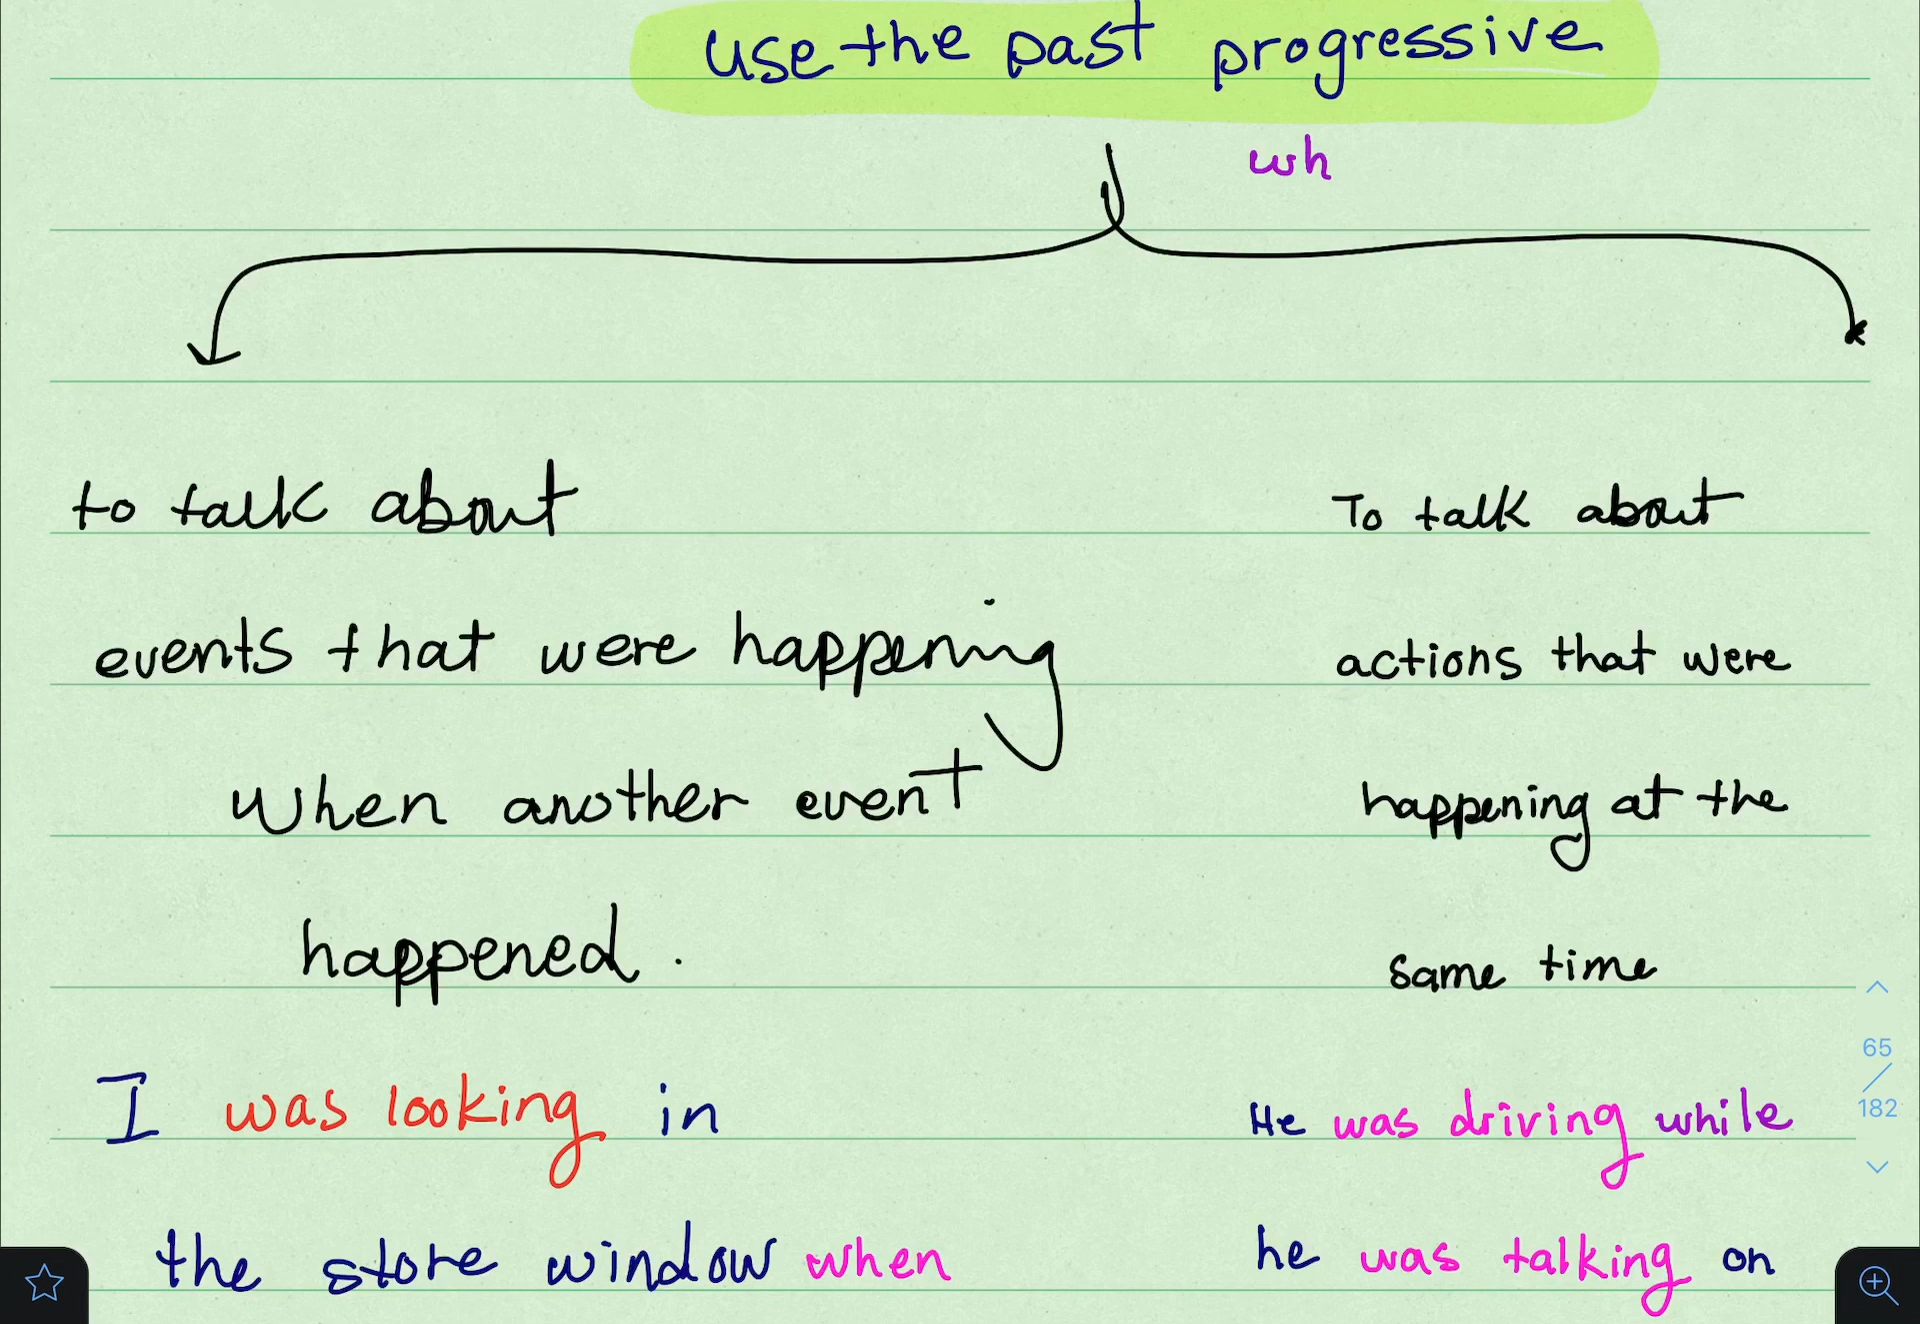 use the past progressive
wh
to talk about
events that were happening
when another event
happened.
I was looking in
the store window when
To talk about
actions that were
happening at the
same time
He was driving while
he was talking on
65
/
182